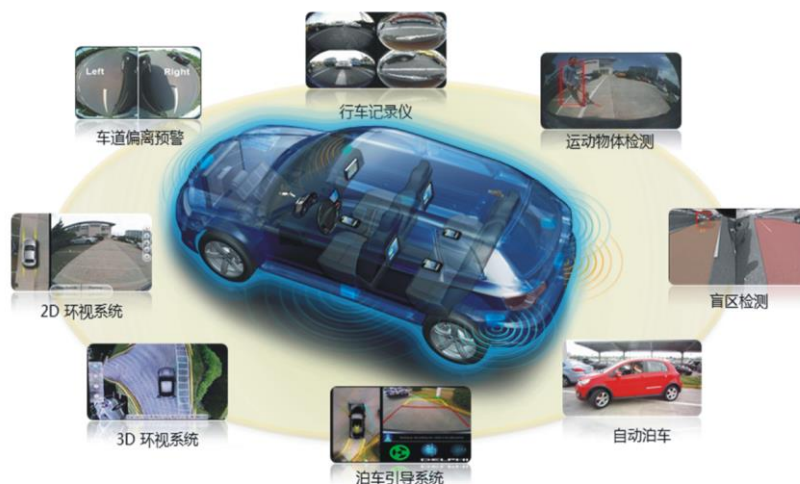 行车记录仪
Left
Right
车道偏离预警
运动物体检测
2D 环视系统
盲区检测
3D 环视系统
自动泊车
DELPHI
泊车引导系统